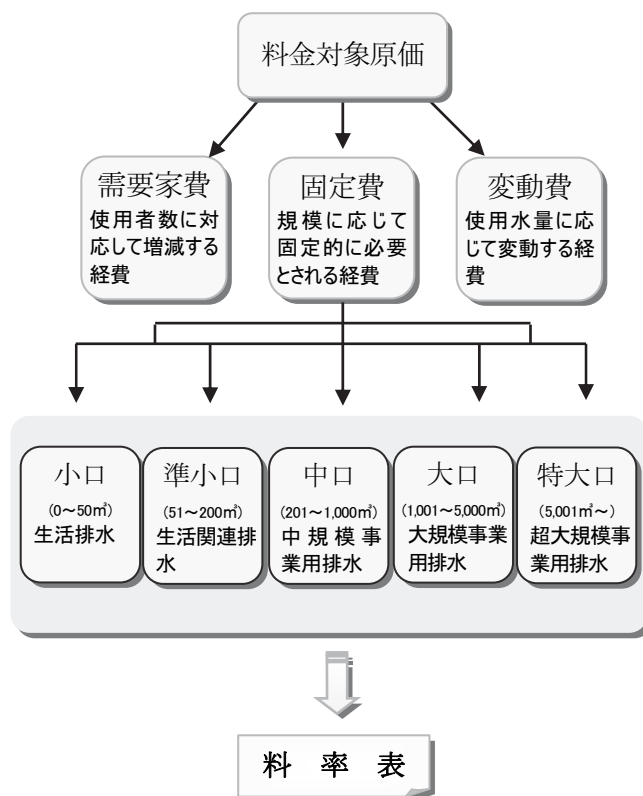 料金対象原価
需要家費
使用者数に対
応して増減する
経費
固定費
規模に応じて
固定的に必要
とされる経費
変動費
使用水量に応
じて変動する経
費
小口
(0～50㎥)
生活排水
準小口
(51～200㎥)
生活関連排
水
中口
(201～1,000㎥)
中規模事
業用排水
大口
(1,001～5,000㎥)
大規模事業
用排水
特大口
(5,001㎥～)
超大規模事
業用排水
料 率 表